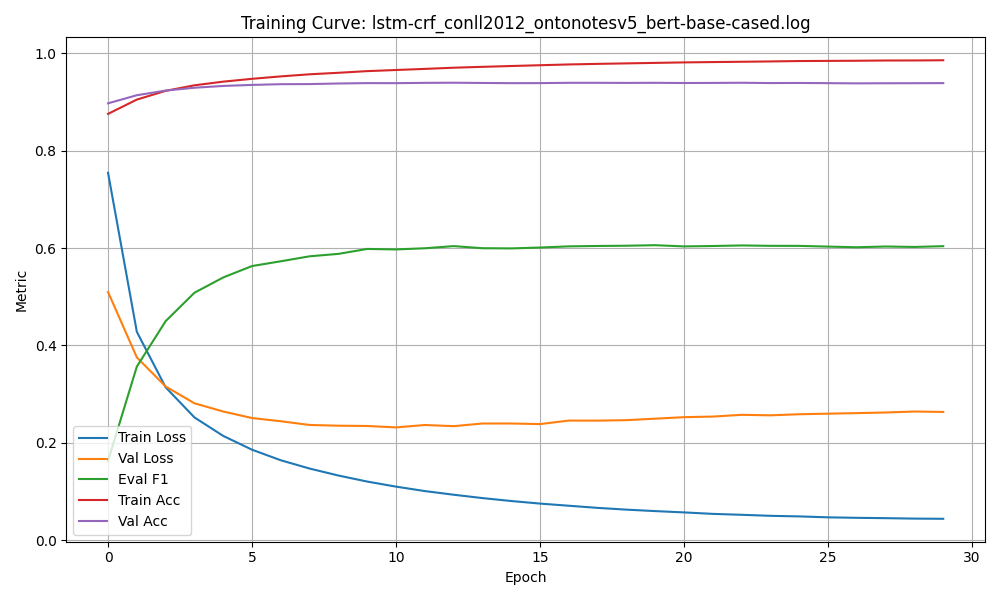 Training Curve: lstm-crf_conll2012_ontonotesv5_bert-base-cased.log
1.0
0.8
0.6
0.4
0.2
0.0
Metric
Train Loss
Val Loss
Eval F1
Train Acc
Val Acc
0 5 10 15 20 25 30
Epoch